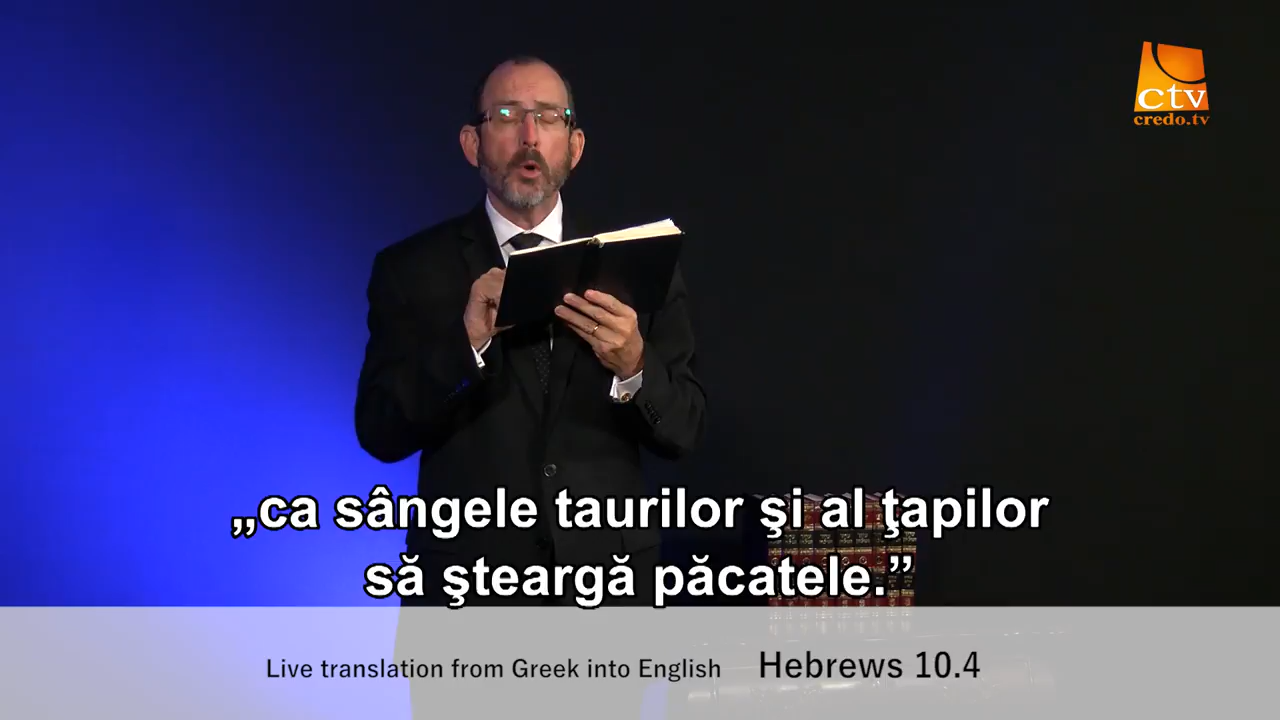 ctv
credo.tv
„ca sângele taurilor şi al ţapilor
să şteargă păcatele.”
Live translation from Greek into English Hebrews 10.4